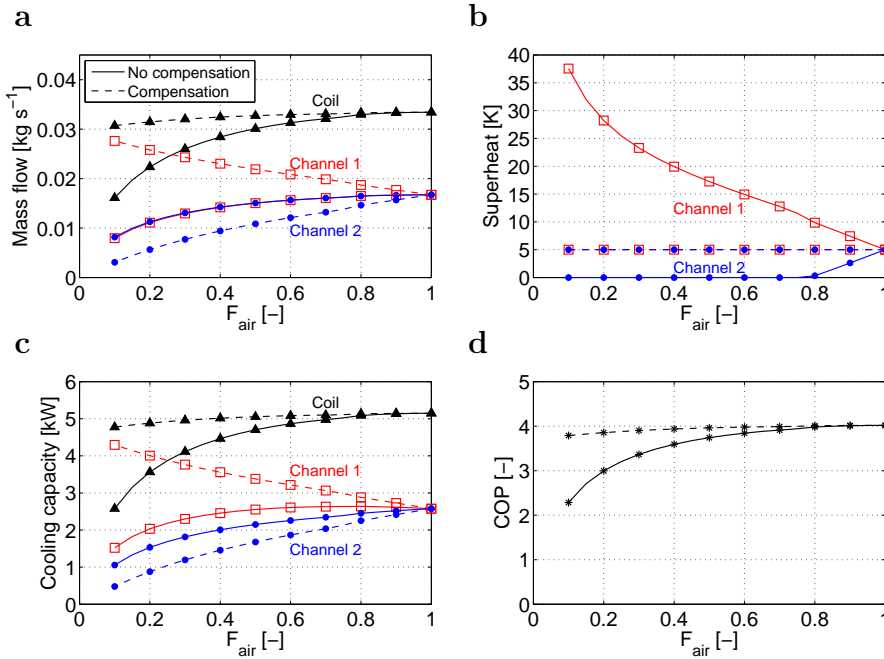 a
Mass flow [kg s⁻¹]
0.04
0.03
0.02
0.01
0
No compensation
Compensation
Coil
Channel 1
Channel 2
0 0.2 0.4 0.6 0.8 1
F_air [–]
b
Superheat [K]
40
35
30
25
20
15
10
5
0
Channel 1
Channel 2
0 0.2 0.4 0.6 0.8 1
F_air [–]
c
Cooling capacity [kW]
6
5
4
3
2
1
0
Coil
Channel 1
Channel 2
0 0.2 0.4 0.6 0.8 1
F_air [–]
d
COP [–]
5
4
3
2
1
0
0 0.2 0.4 0.6 0.8 1
F_air [–]